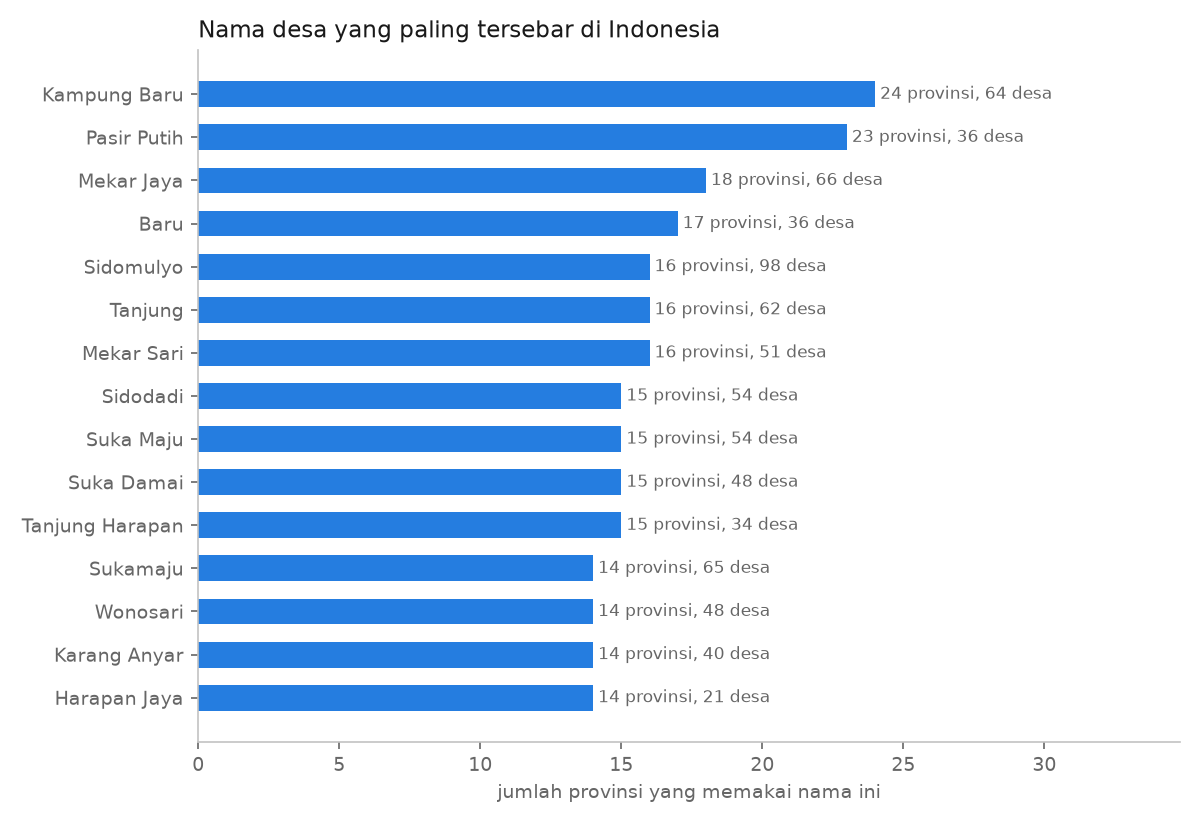 Nama desa yang paling tersebar di Indonesia
Kampung Baru 24 provinsi, 64 desa
Pasir Putih 23 provinsi, 36 desa
Mekar Jaya 18 provinsi, 66 desa
Baru 17 provinsi, 36 desa
Sidomulyo 16 provinsi, 98 desa
Tanjung 16 provinsi, 62 desa
Mekar Sari 16 provinsi, 51 desa
Sidodadi 15 provinsi, 54 desa
Suka Maju 15 provinsi, 54 desa
Suka Damai 15 provinsi, 48 desa
Tanjung Harapan 15 provinsi, 34 desa
Sukamaju 14 provinsi, 65 desa
Wonosari 14 provinsi, 48 desa
Karang Anyar 14 provinsi, 40 desa
Harapan Jaya 14 provinsi, 21 desa
0 5 10 15 20 25 30
jumlah provinsi yang memakai nama ini